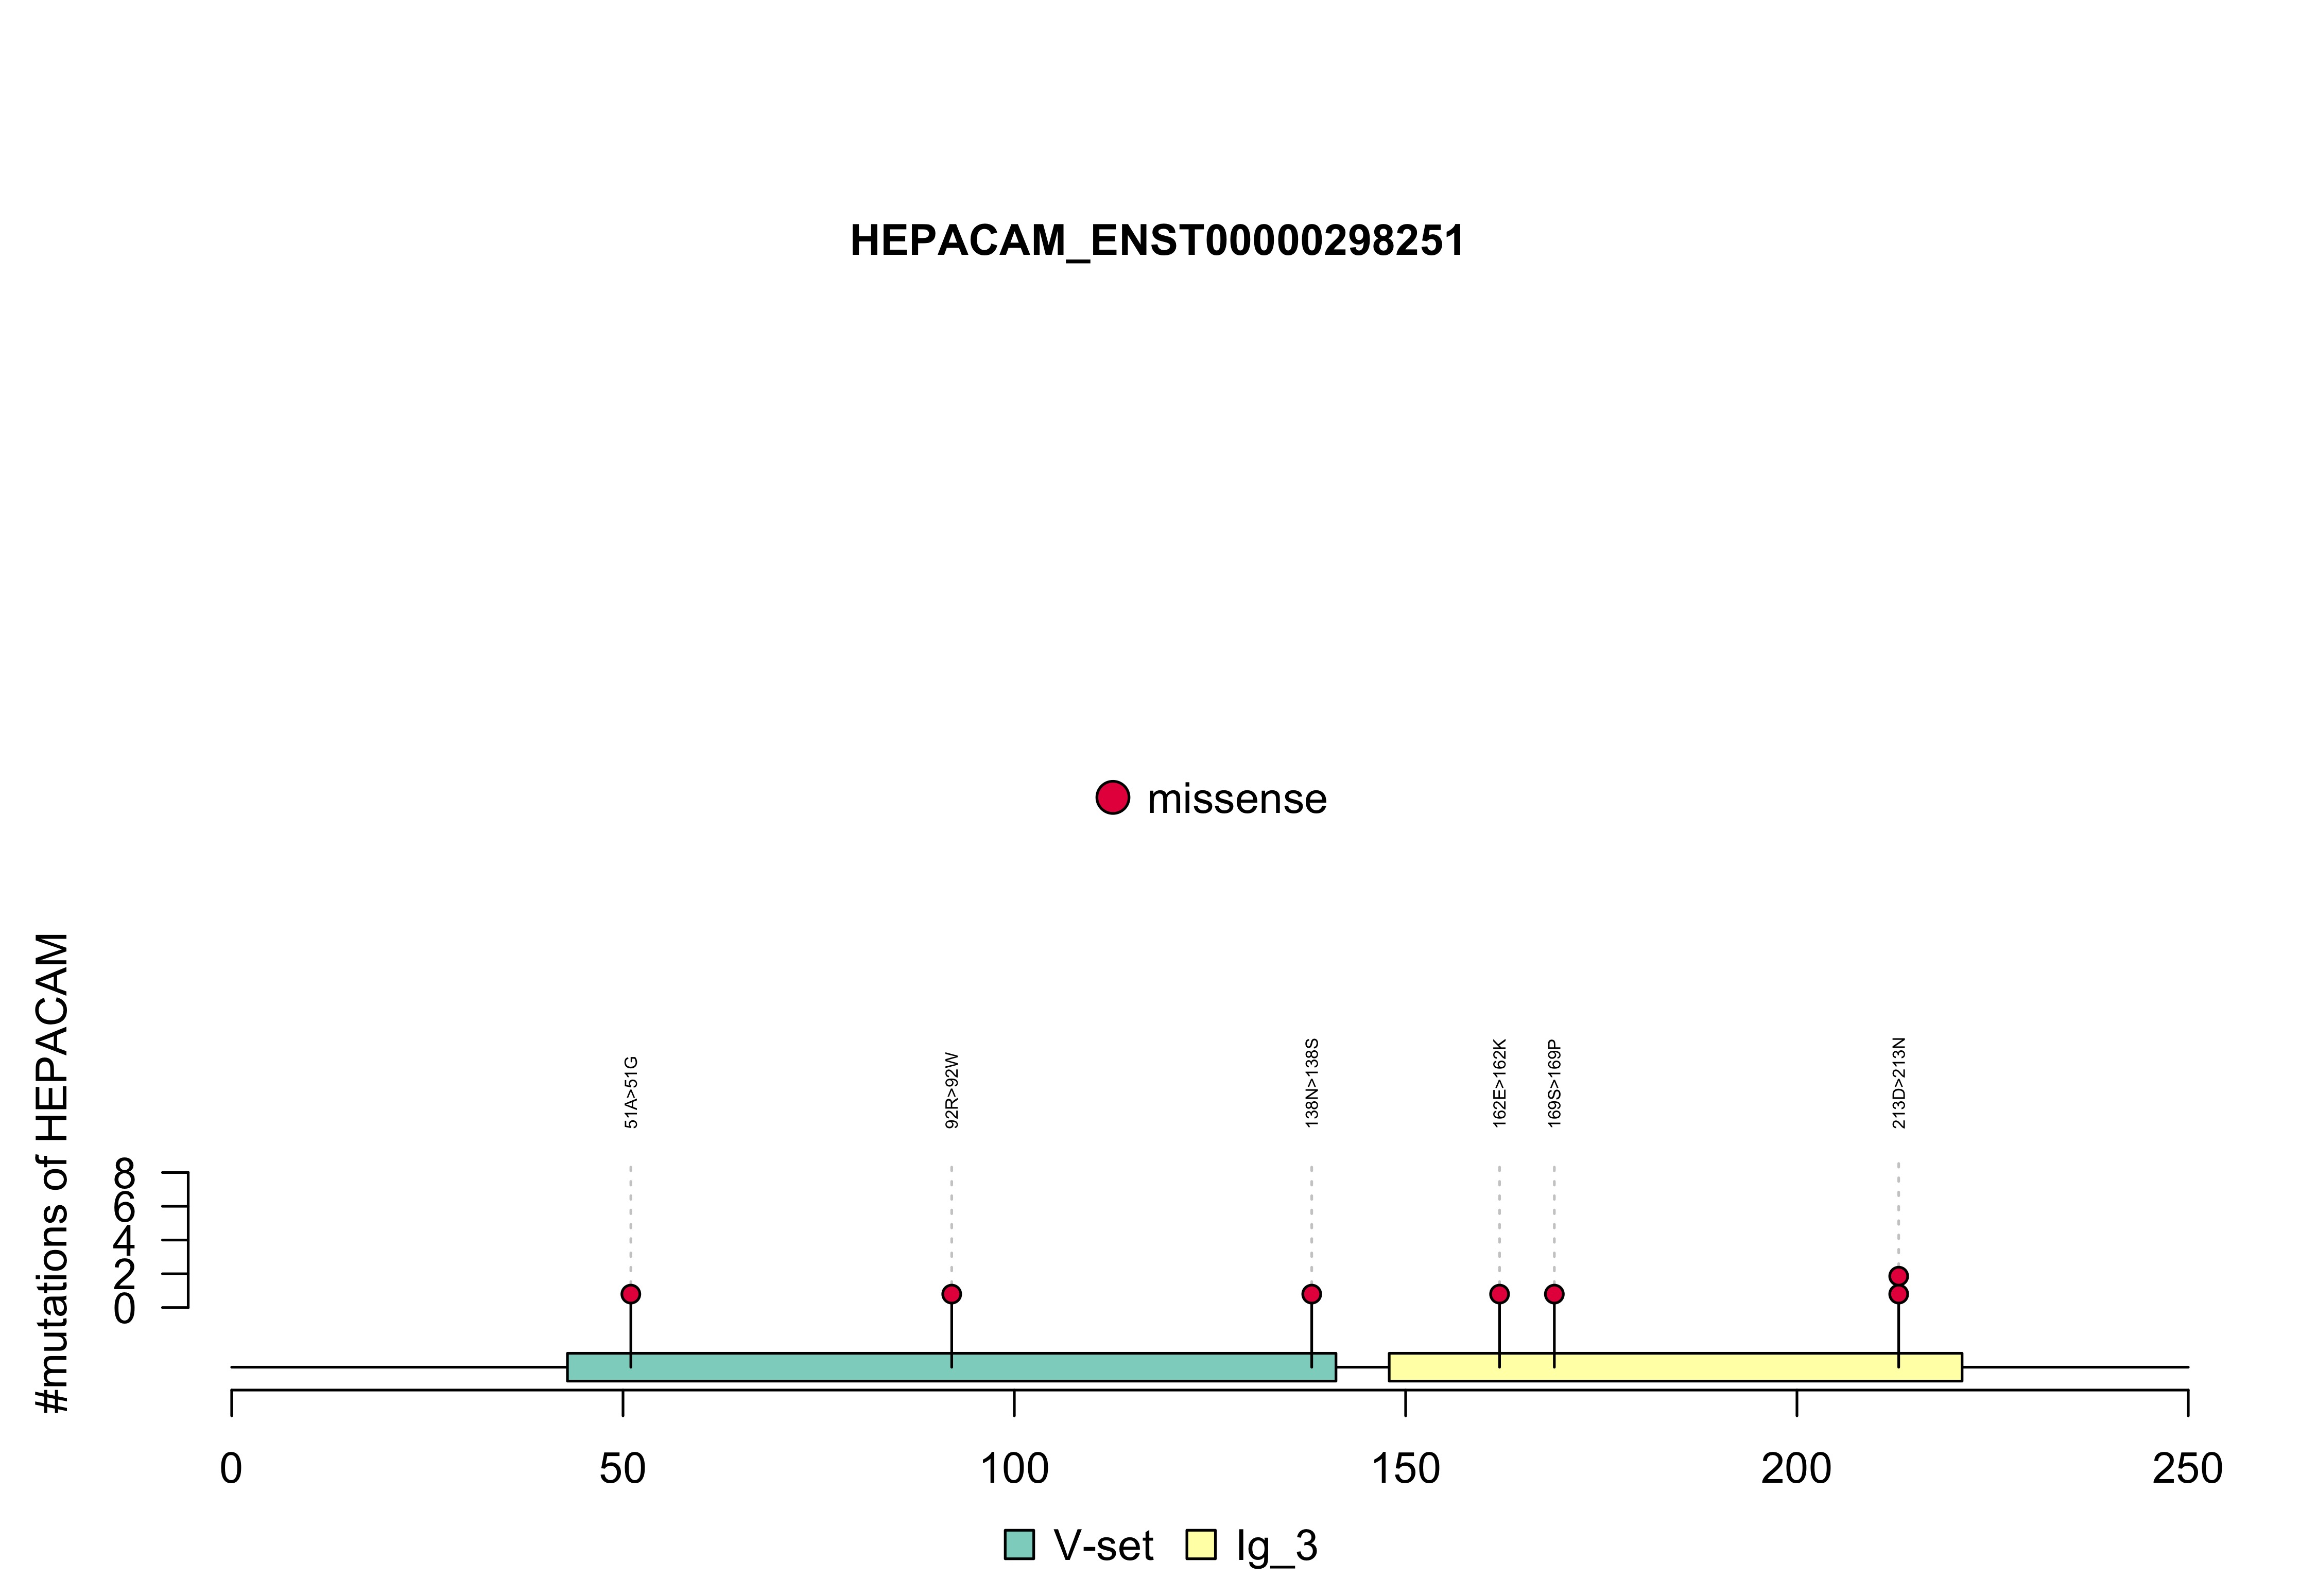 HEPACAM_ENST00000298251
missense
#mutations of HEPACAM
51A>51G
92R>92W
138N>138S
162E>162K
169S>169P
213D>213N
8
6
4
2
0
0 50 100 150 200 250
V-set Ig_3